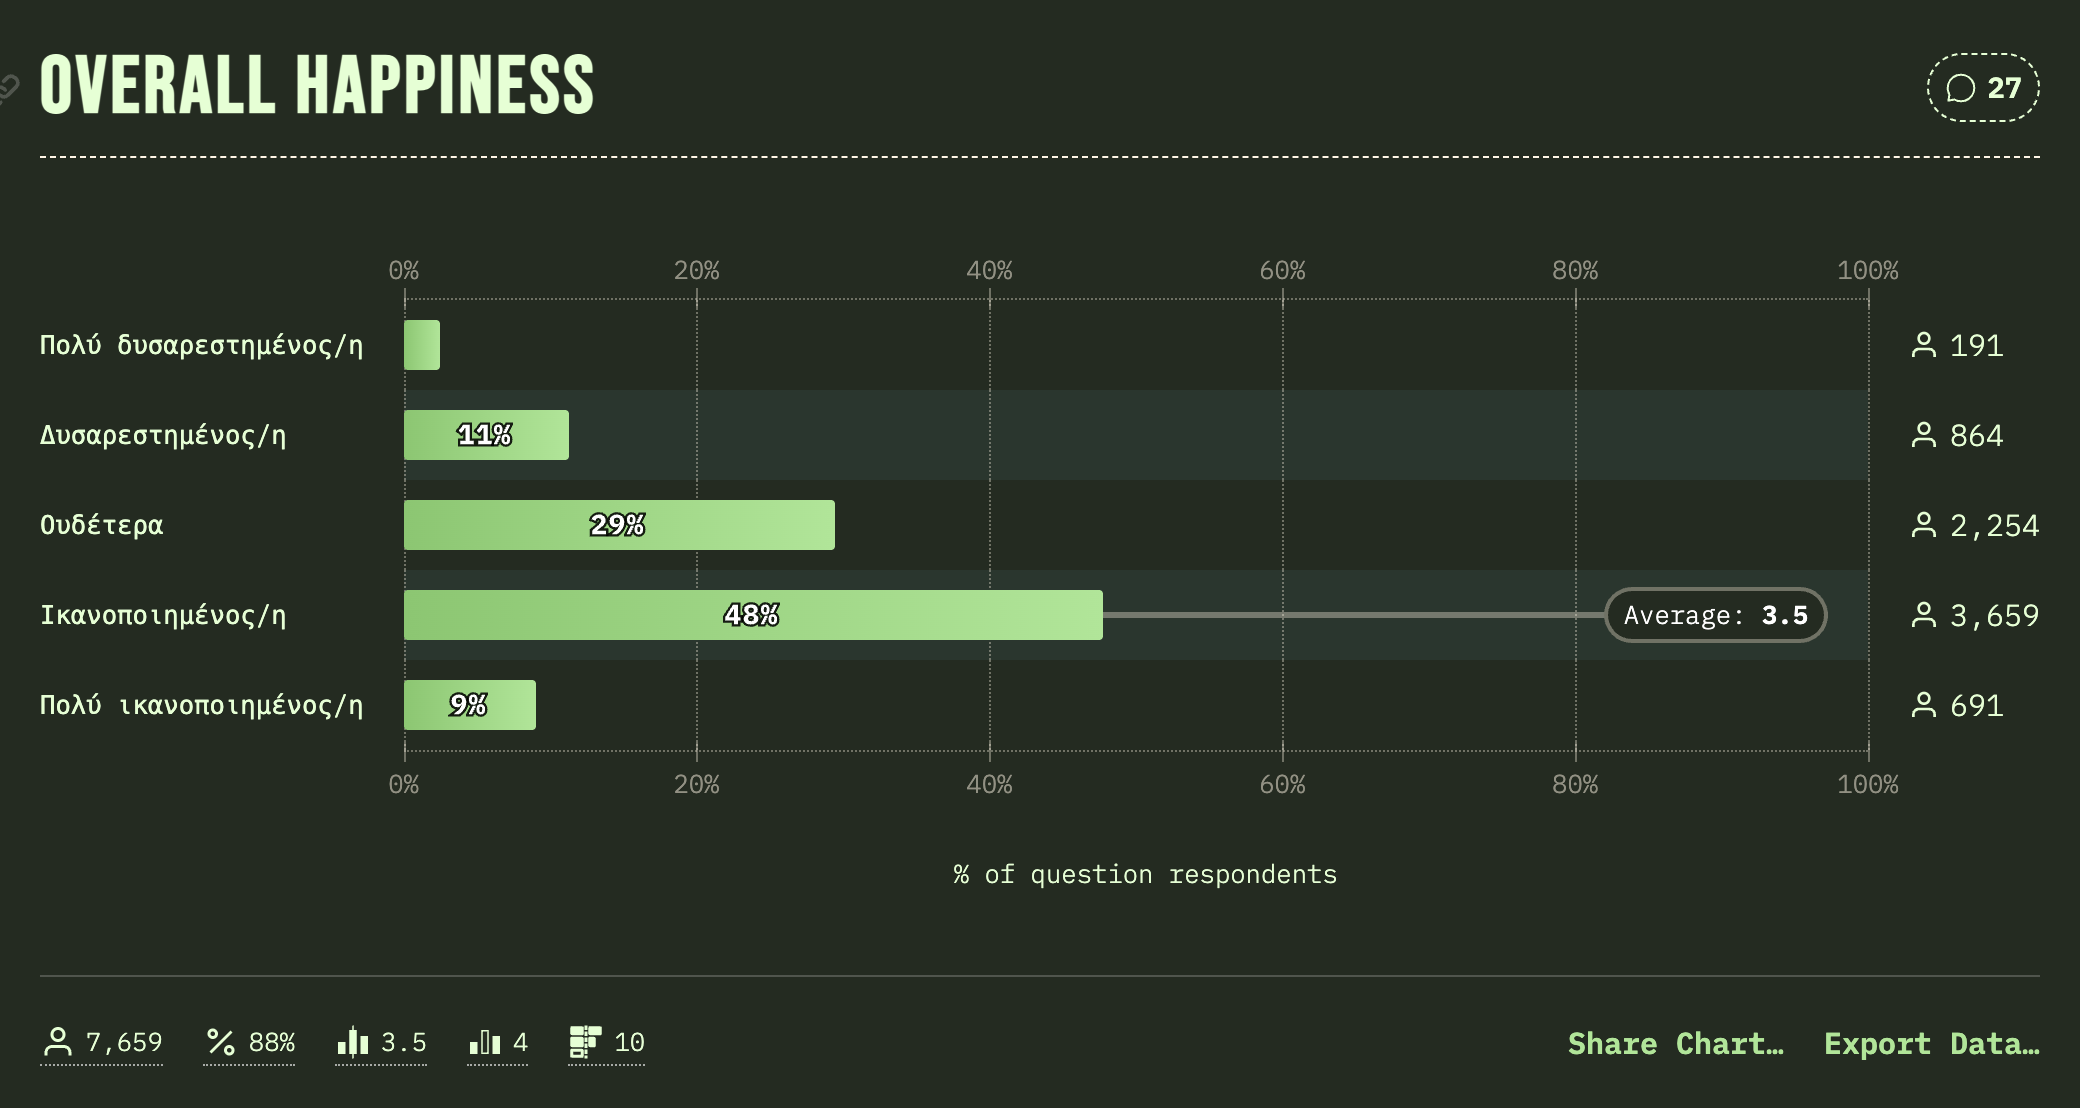 OVERALL HAPPINESS
27
0% 20% 40% 60% 80% 100%
Πολύ δυσαρεστημένος/η 191
Δυσαρεστημένος/η 11% 864
Ουδέτερα 29% 2,254
Ικανοποιημένος/η 48% Average: 3.5 3,659
Πολύ ικανοποιημένος/η 9% 691
0% 20% 40% 60% 80% 100%
% of question respondents
7,659 88% 3.5 4 10 Share Chart… Export Data…